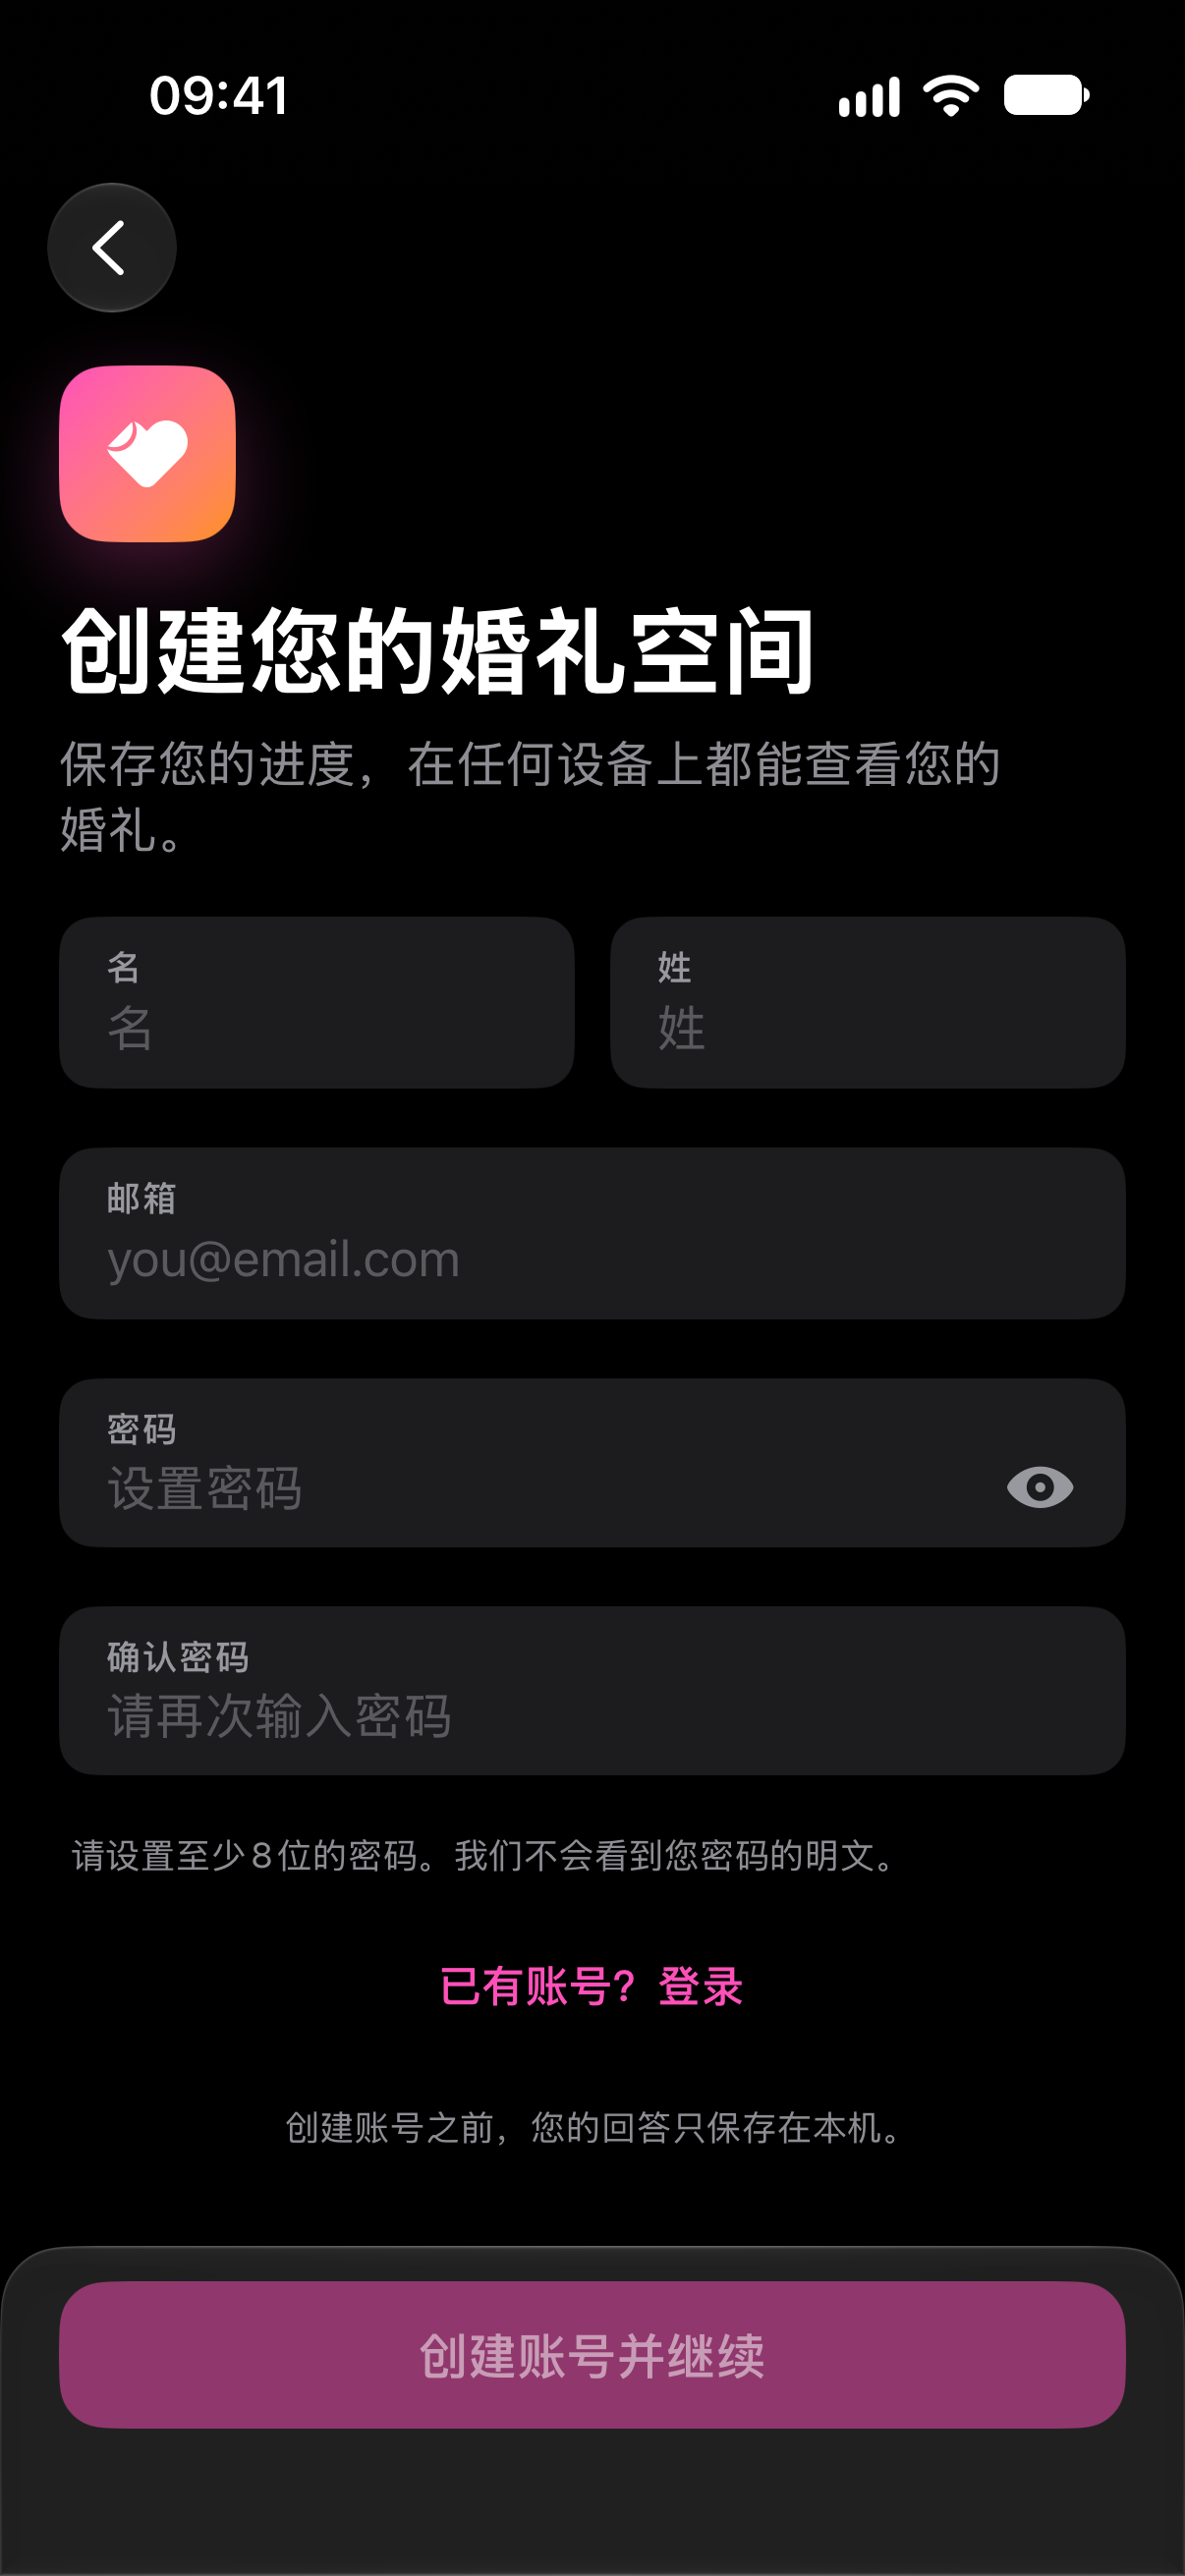 09:41
创建您的婚礼空间
保存您的进度，在任何设备上都能查看您的
婚礼。
名
姓
名
姓
邮箱
you@email.com
密码
设置密码
确认密码
请再次输入密码
请设置至少8位的密码。我们不会看到您密码的明文。
已有账号？登录
创建账号之前，您的回答只保存在本机。
创建账号并继续